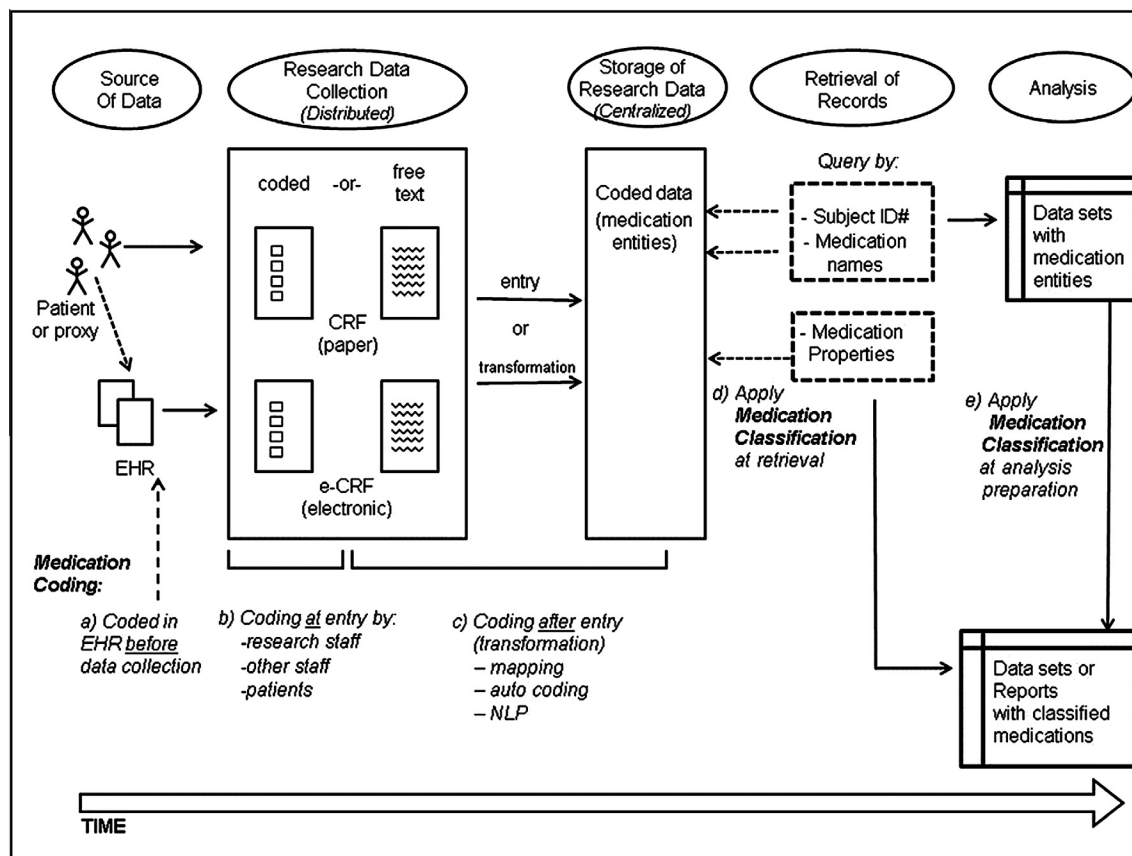 Source
Of Data
Research Data
Collection
(Distributed)
Storage of
Research Data
(Centralized)
Retrieval of
Records
Analysis
coded -or- free
text
CRF
(paper)
e-CRF
(electronic)
Patient
or proxy
EHR
entry
or
transformation
Coded data
(medication
entities)
Query by:
- Subject ID#
- Medication
names
- Medication
Properties
Data sets
with
medication
entities
d) Apply
Medication
Classification
at retrieval
e) Apply
Medication
Classification
at analysis
preparation
Medication
Coding:
a) Coded in
EHR before
data collection
b) Coding at entry by:
-research staff
-other staff
-patients
c) Coding after entry
(transformation)
– mapping
– auto coding
– NLP
Data sets or
Reports
with classified
medications
TIME